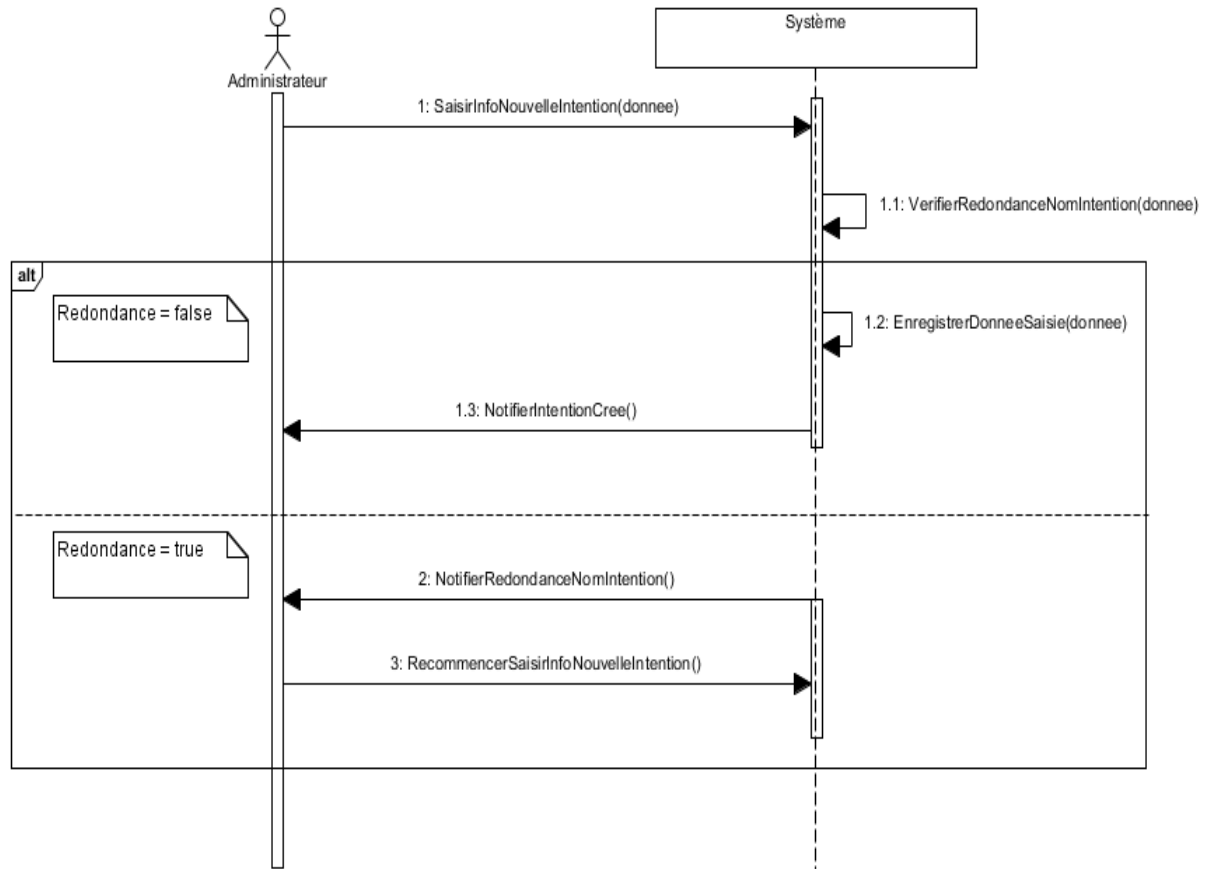 Système
Administrateur
1: SaisirInfoNouvelleIntention(donnee)
1.1: VerifierRedondanceNomIntention(donnee)
alt
Redondance = false
1.2: EnregistrerDonneeSaisie(donnee)
1.3: NotifierIntentionCree()
Redondance = true
2: NotifierRedondanceNomIntention()
3: RecommencerSaisirInfoNouvelleIntention()